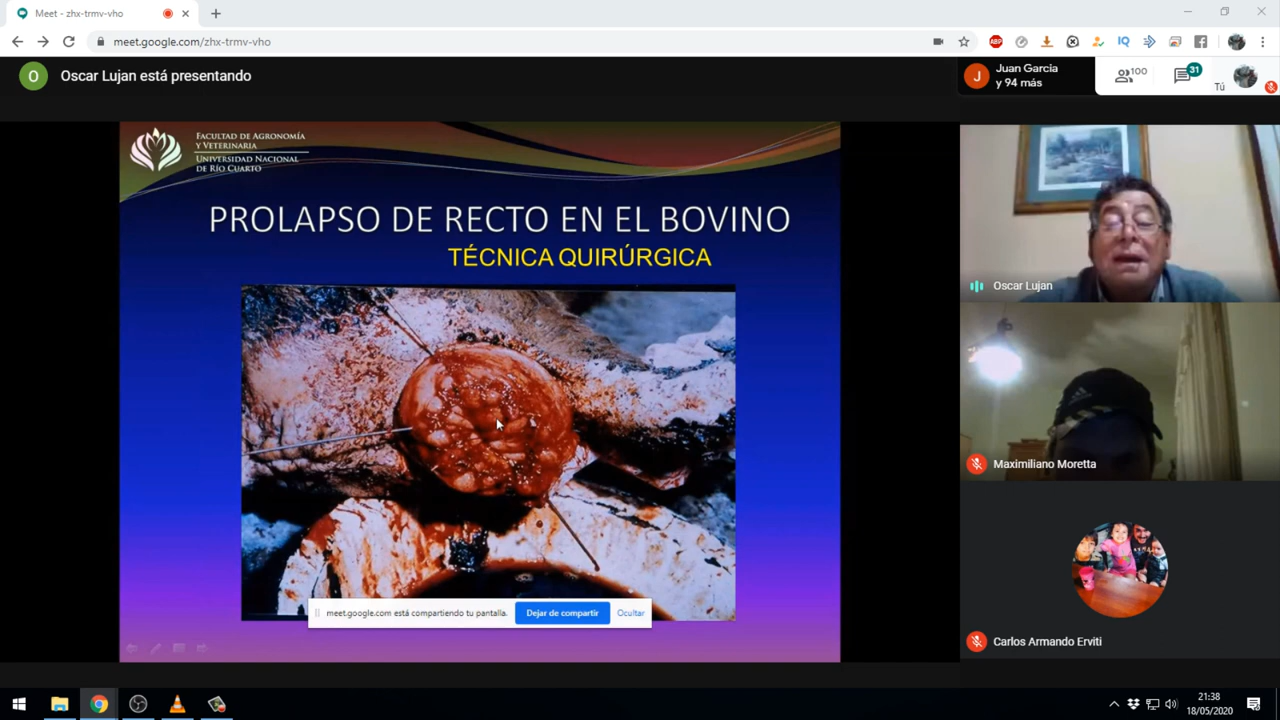 Meet - zhx-trmv-vho
meet.google.com/zhx-trmv-vho
ABP
IQ
O
Oscar Lujan está presentando
J
Juan Garcia
y 94 más
100
31
Tú
FACULTAD DE AGRONOMÍA
Y VETERINARIA
UNIVERSIDAD NACIONAL
DE RÍO CUARTO
PROLAPSO DE RECTO EN EL BOVINO
TÉCNICA QUIRÚRGICA
Oscar Lujan
Maximiliano Moretta
meet.google.com está compartiendo tu pantalla.
Dejar de compartir
Ocultar
Carlos Armando Erviti
21:38
18/05/2020